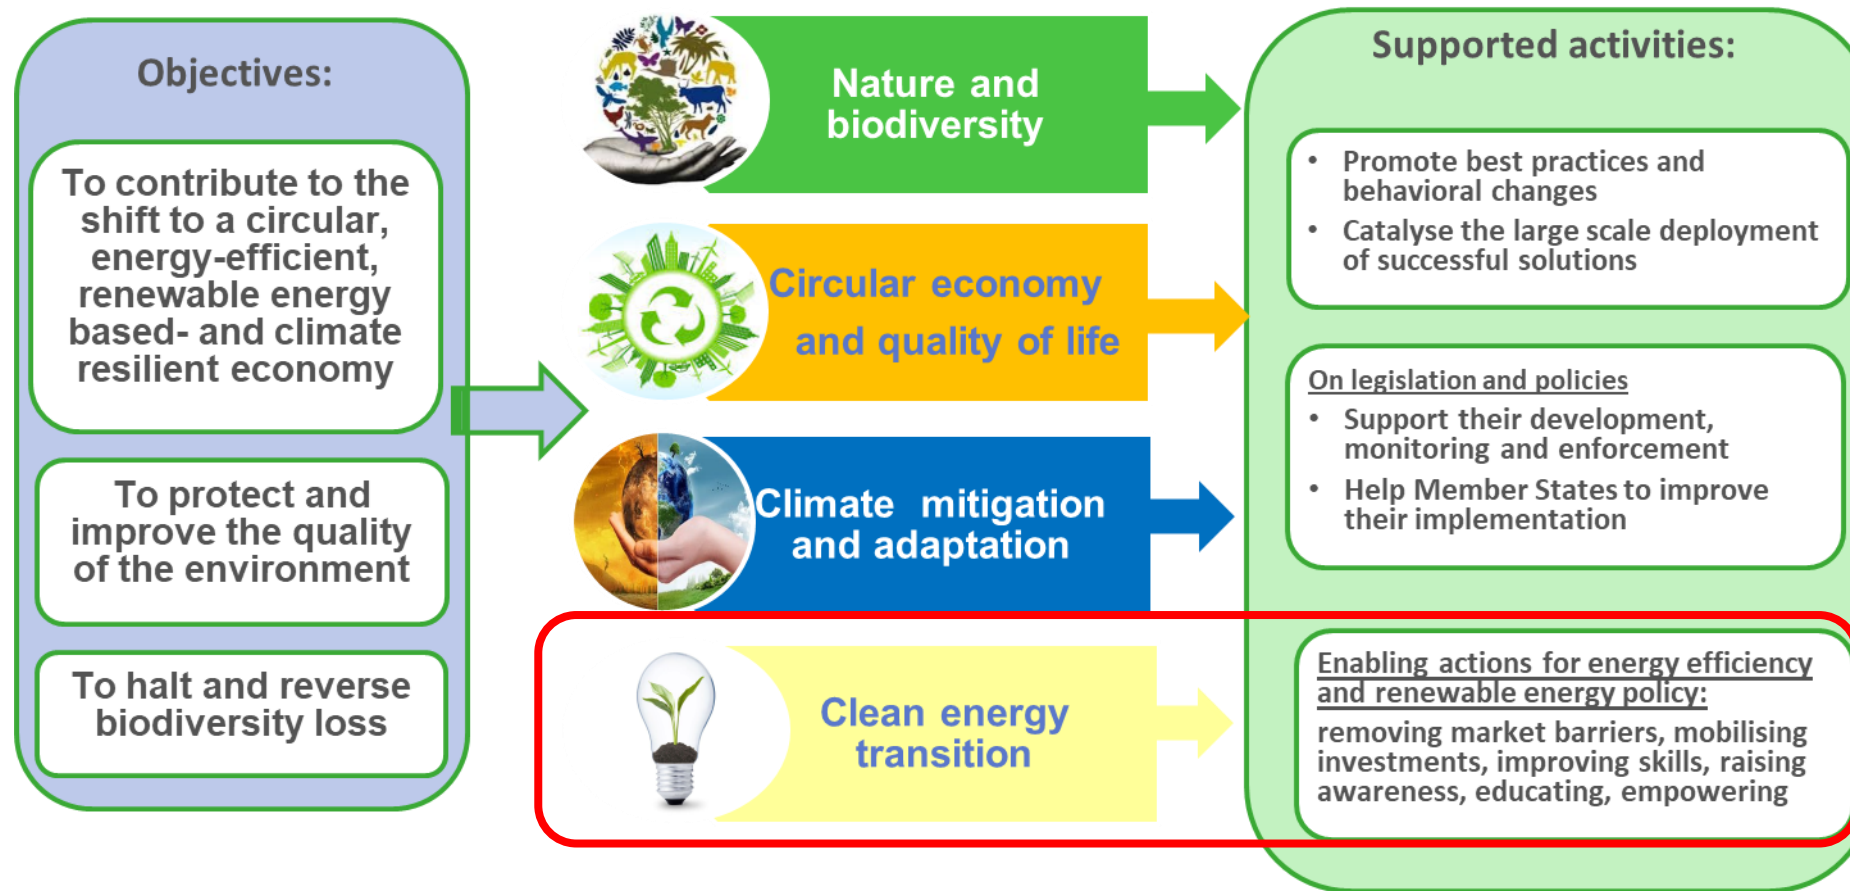 Objectives:
To contribute to the
shift to a circular,
energy-efficient,
renewable energy
based- and climate
resilient economy
To protect and
improve the quality
of the environment
To halt and reverse
biodiversity loss
Nature and
biodiversity
Circular economy
and quality of life
Climate mitigation
and adaptation
Clean energy
transition
Supported activities:
• Promote best practices and
behavioral changes
• Catalyse the large scale deployment
of successful solutions
On legislation and policies
• Support their development,
monitoring and enforcement
• Help Member States to improve
their implementation
Enabling actions for energy efficiency
and renewable energy policy:
removing market barriers, mobilising
investments, improving skills, raising
awareness, educating, empowering